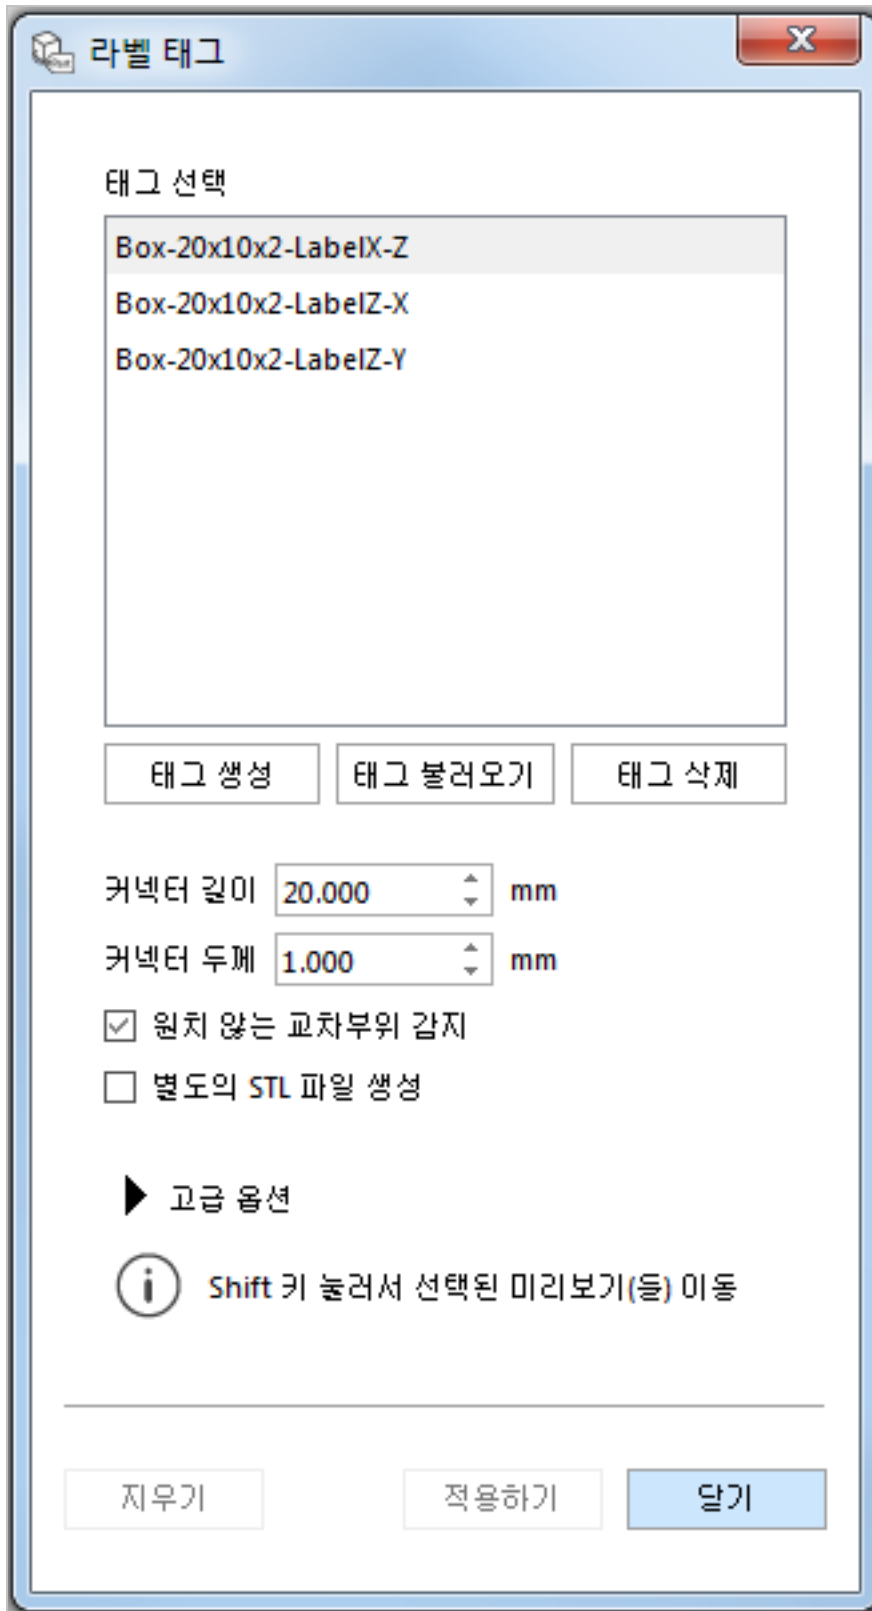 라벨 태그
태그 선택
Box-20x10x2-LabelX-Z
Box-20x10x2-LabelZ-X
Box-20x10x2-LabelZ-Y
태그 생성 태그 불러오기 태그 삭제
커넥터 길이 20.000 mm
커넥터 두께 1.000 mm
원치 않는 교차부위 감지
별도의 STL 파일 생성
고급 옵션
Shift 키 눌러서 선택된 미리보기(들) 이동
지우기 적용하기 닫기